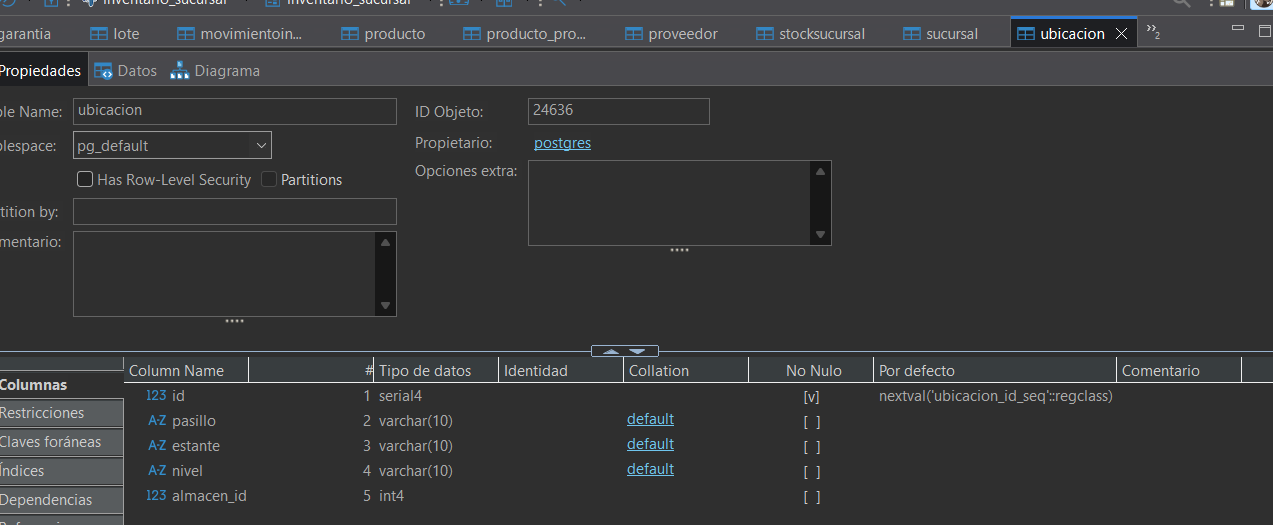 inventario_sucursal inventario_sucursal
garantia lote movimientoin... producto producto_pro... proveedor stocksucursal sucursal ubicacion 2
Propiedades Datos Diagrama
ble Name: ubicacion ID Objeto: 24636
blespace: pg_default Propietario: postgres
Has Row-Level Security Partitions Opciones extra:
tition by:
mentario:
Column Name # Tipo de datos Identidad Collation No Nulo Por defecto Comentario
Columnas
123 id 1 serial4 [v] nextval('ubicacion_id_seq'::regclass)
Restricciones
A-Z pasillo 2 varchar(10) default [ ]
Claves foráneas
A-Z estante 3 varchar(10) default [ ]
Índices
A-Z nivel 4 varchar(10) default [ ]
Dependencias
123 almacen_id 5 int4 [ ]